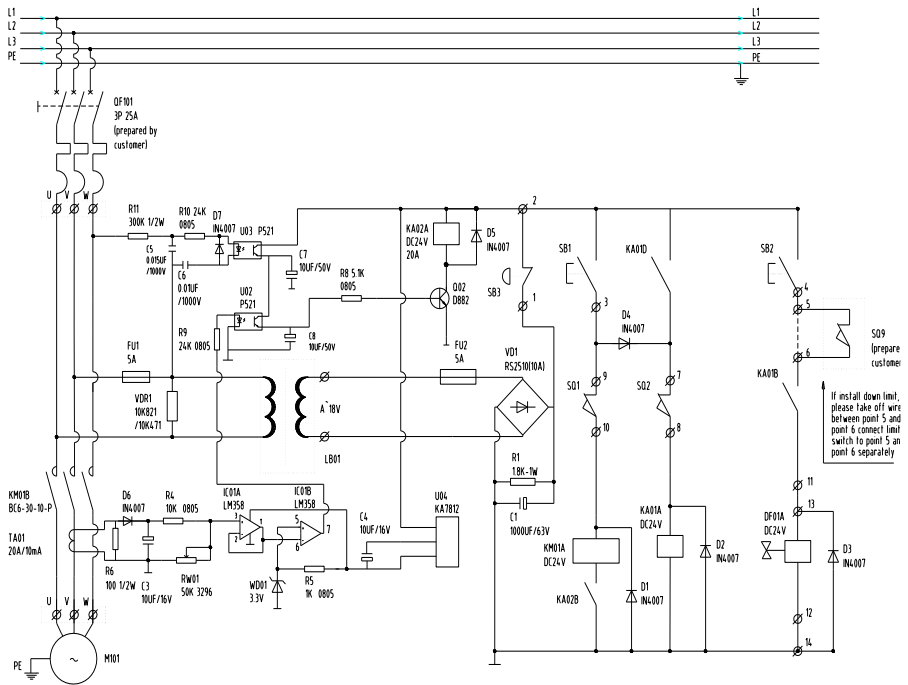 L1
L2
L3
PE
L1
L2
L3
PE
QF101
3P 25A
(prepared by
customer)
U
V
W
R11
300K 1/2W
R10 24K
0805
D7
IN4007
U03 P521
C5
0.015UF
/1000V
C6
0.01UF
/1000V
C7
10UF/50V
KA02A
DC24V
20A
D5
IN4007
2
SB1
KA01D
SB2
4
5
SB3
1
3
U02
P521
R8 5.1K
0805
Q02
D882
D4
IN4007
SQ9
(prepare
custome
R9
24K 0805
C8
10UF/50V
FU1
5A
FU2
5A
VD1
RS2510(10A)
6
KA01B
SQ1
9
SQ2
7
VDR1
10K821
/10K471
A~18V
LB01
10
8
If install down limit,
please take off wire
between point 5 and
point 6 connect limit
switch to point 5 an
point 6 separately
R1
1.8K-1W
C1
1000UF/63V
KM01B
BC6-30-10-P
TA01
20A/10mA
D6
IN4007
R4
10K 0805
IC01A
LM358
IC01B
LM358
3
2
1
5
6
7
C4
10UF/16V
U04
KA7812
11
13
KA01A
DC24V
DF01A
DC24V
KM01A
DC24V
D2
IN4007
D3
IN4007
R6
100 1/2W
C3
10UF/16V
RW01
50K 3296
WD01
3.3V
R5
1K 0805
KA02B
D1
IN4007
12
14
U
V
W
PE
~
M101